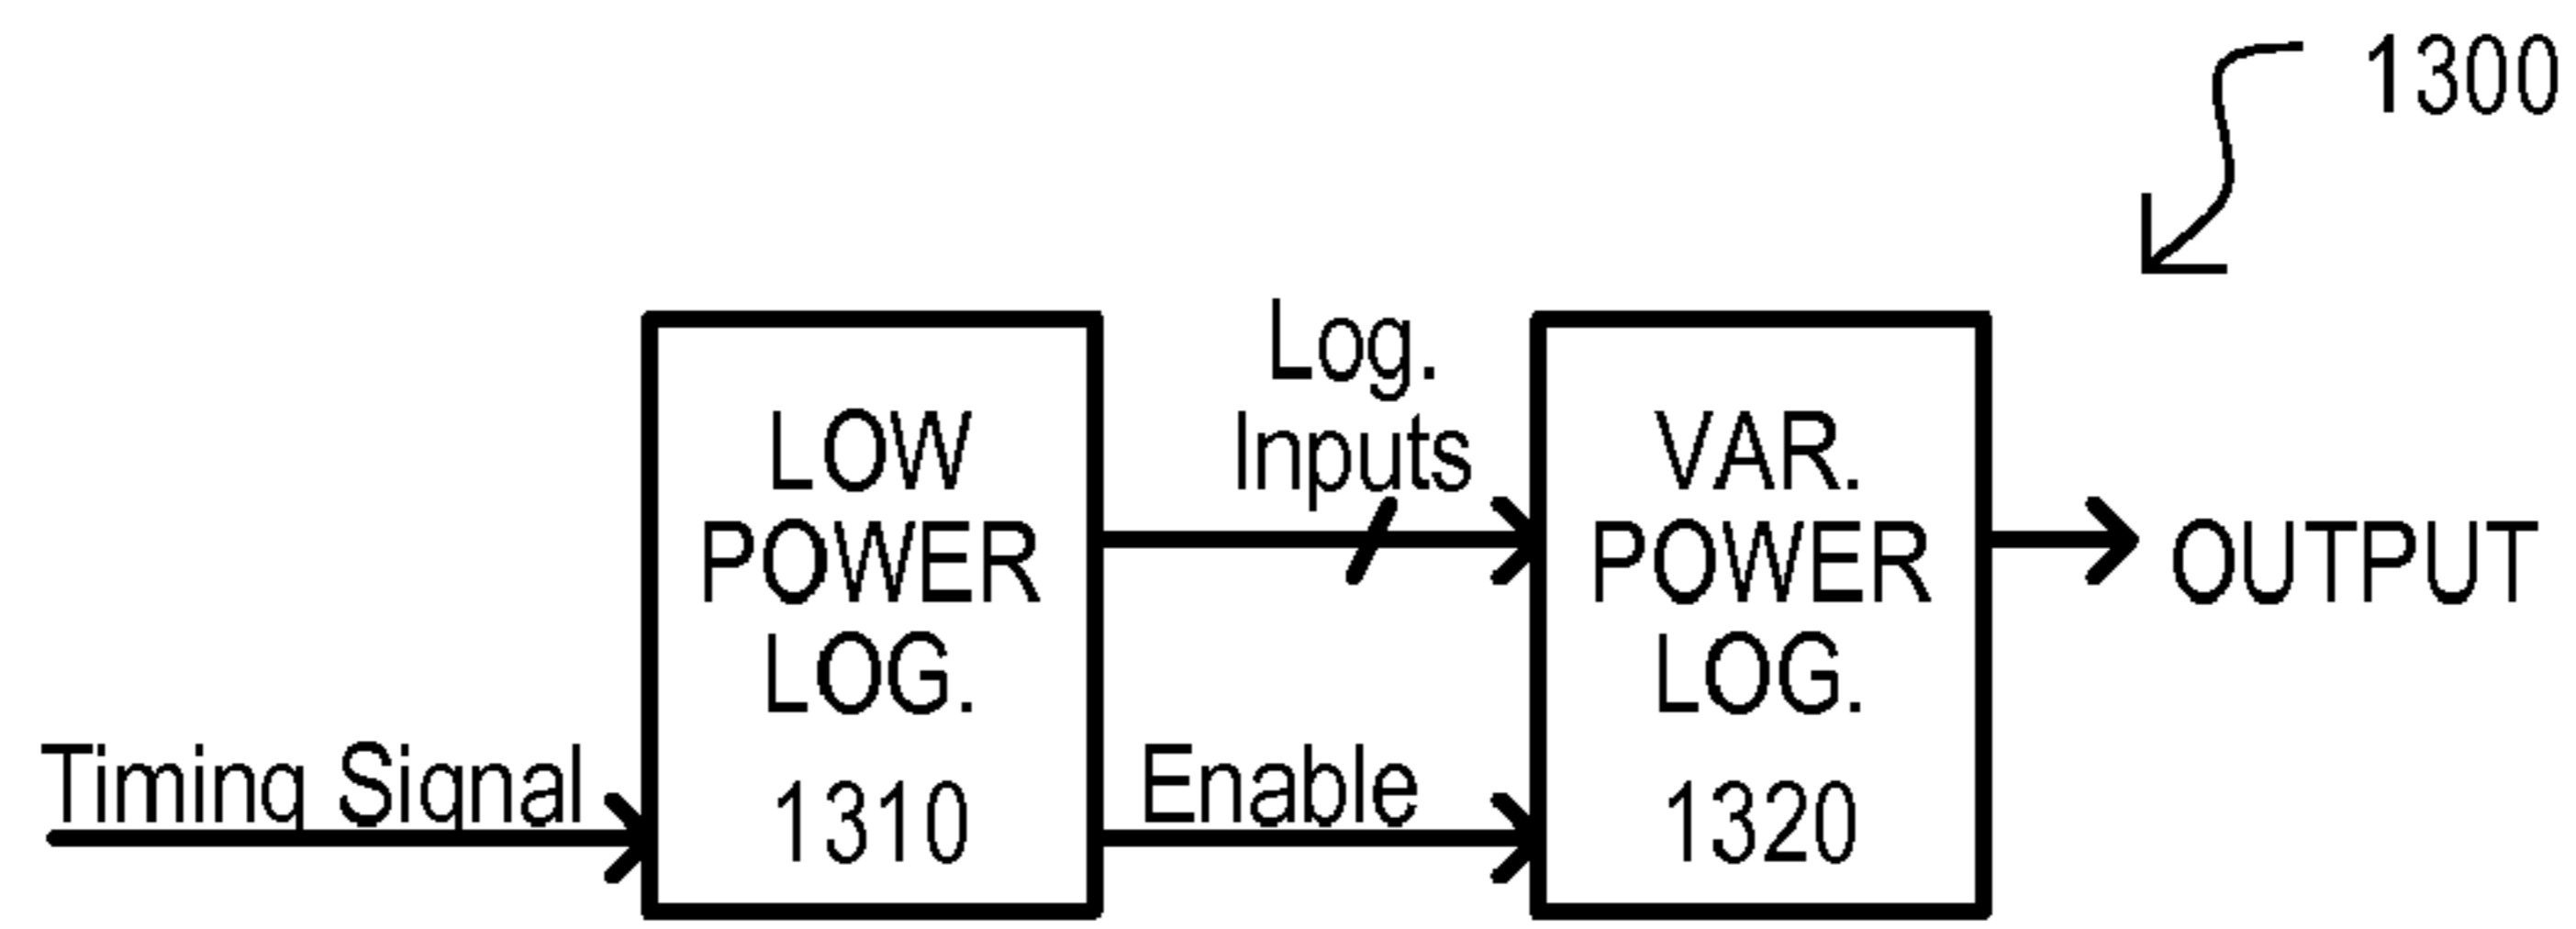 1300
Log.
Inputs
LOW
POWER
LOG.
1310
VAR.
POWER
LOG.
1320
OUTPUT
Timing Signal
Enable